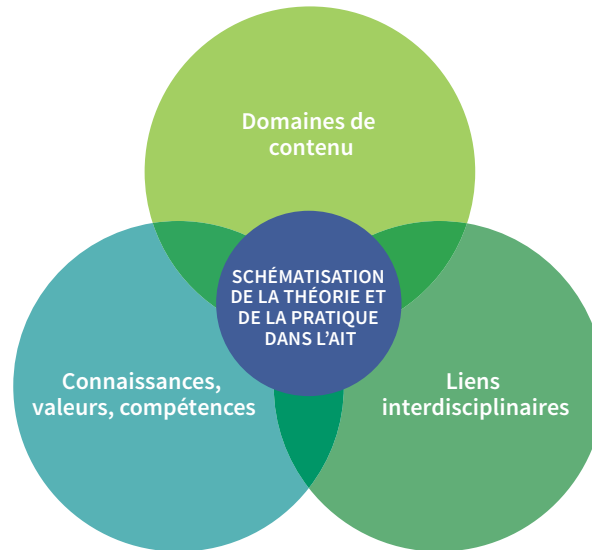 Domaines de
contenu
SCHÉMATISATION
DE LA THÉORIE ET
DE LA PRATIQUE
DANS L’AIT
Connaissances,
valeurs, compétences
Liens
interdisciplinaires